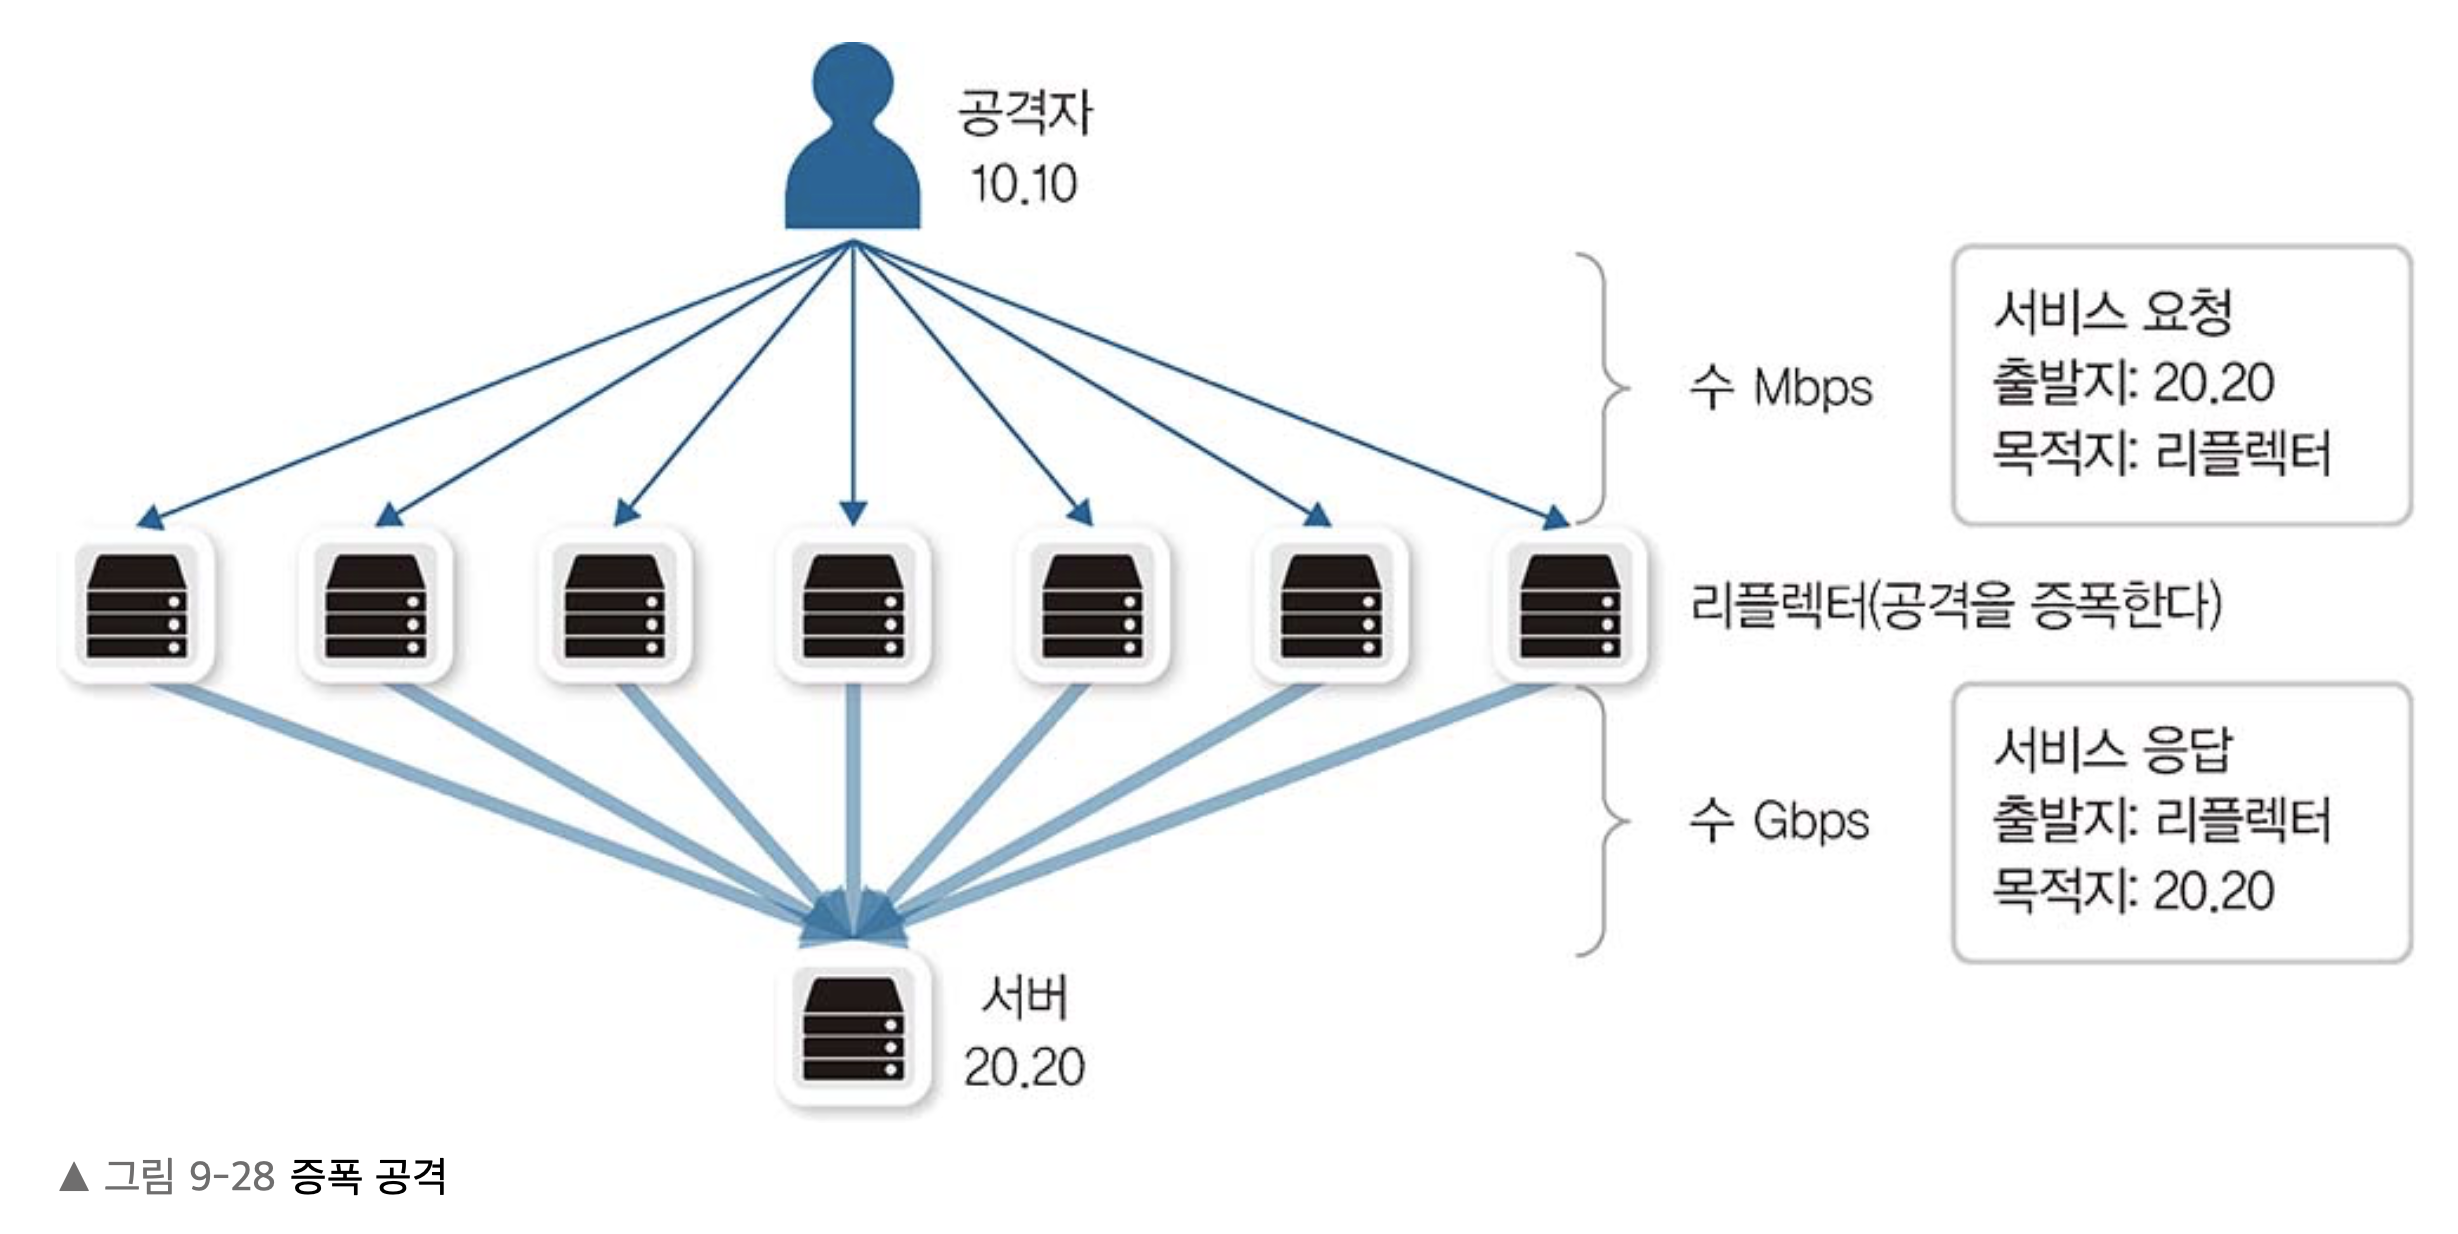 공격자
10.10
수 Mbps
서비스 요청
출발지: 20.20
목적지: 리플렉터
리플렉터(공격을 증폭한다)
수 Gbps
서비스 응답
출발지: 리플렉터
목적지: 20.20
서버
20.20
▲ 그림 9-28 증폭 공격